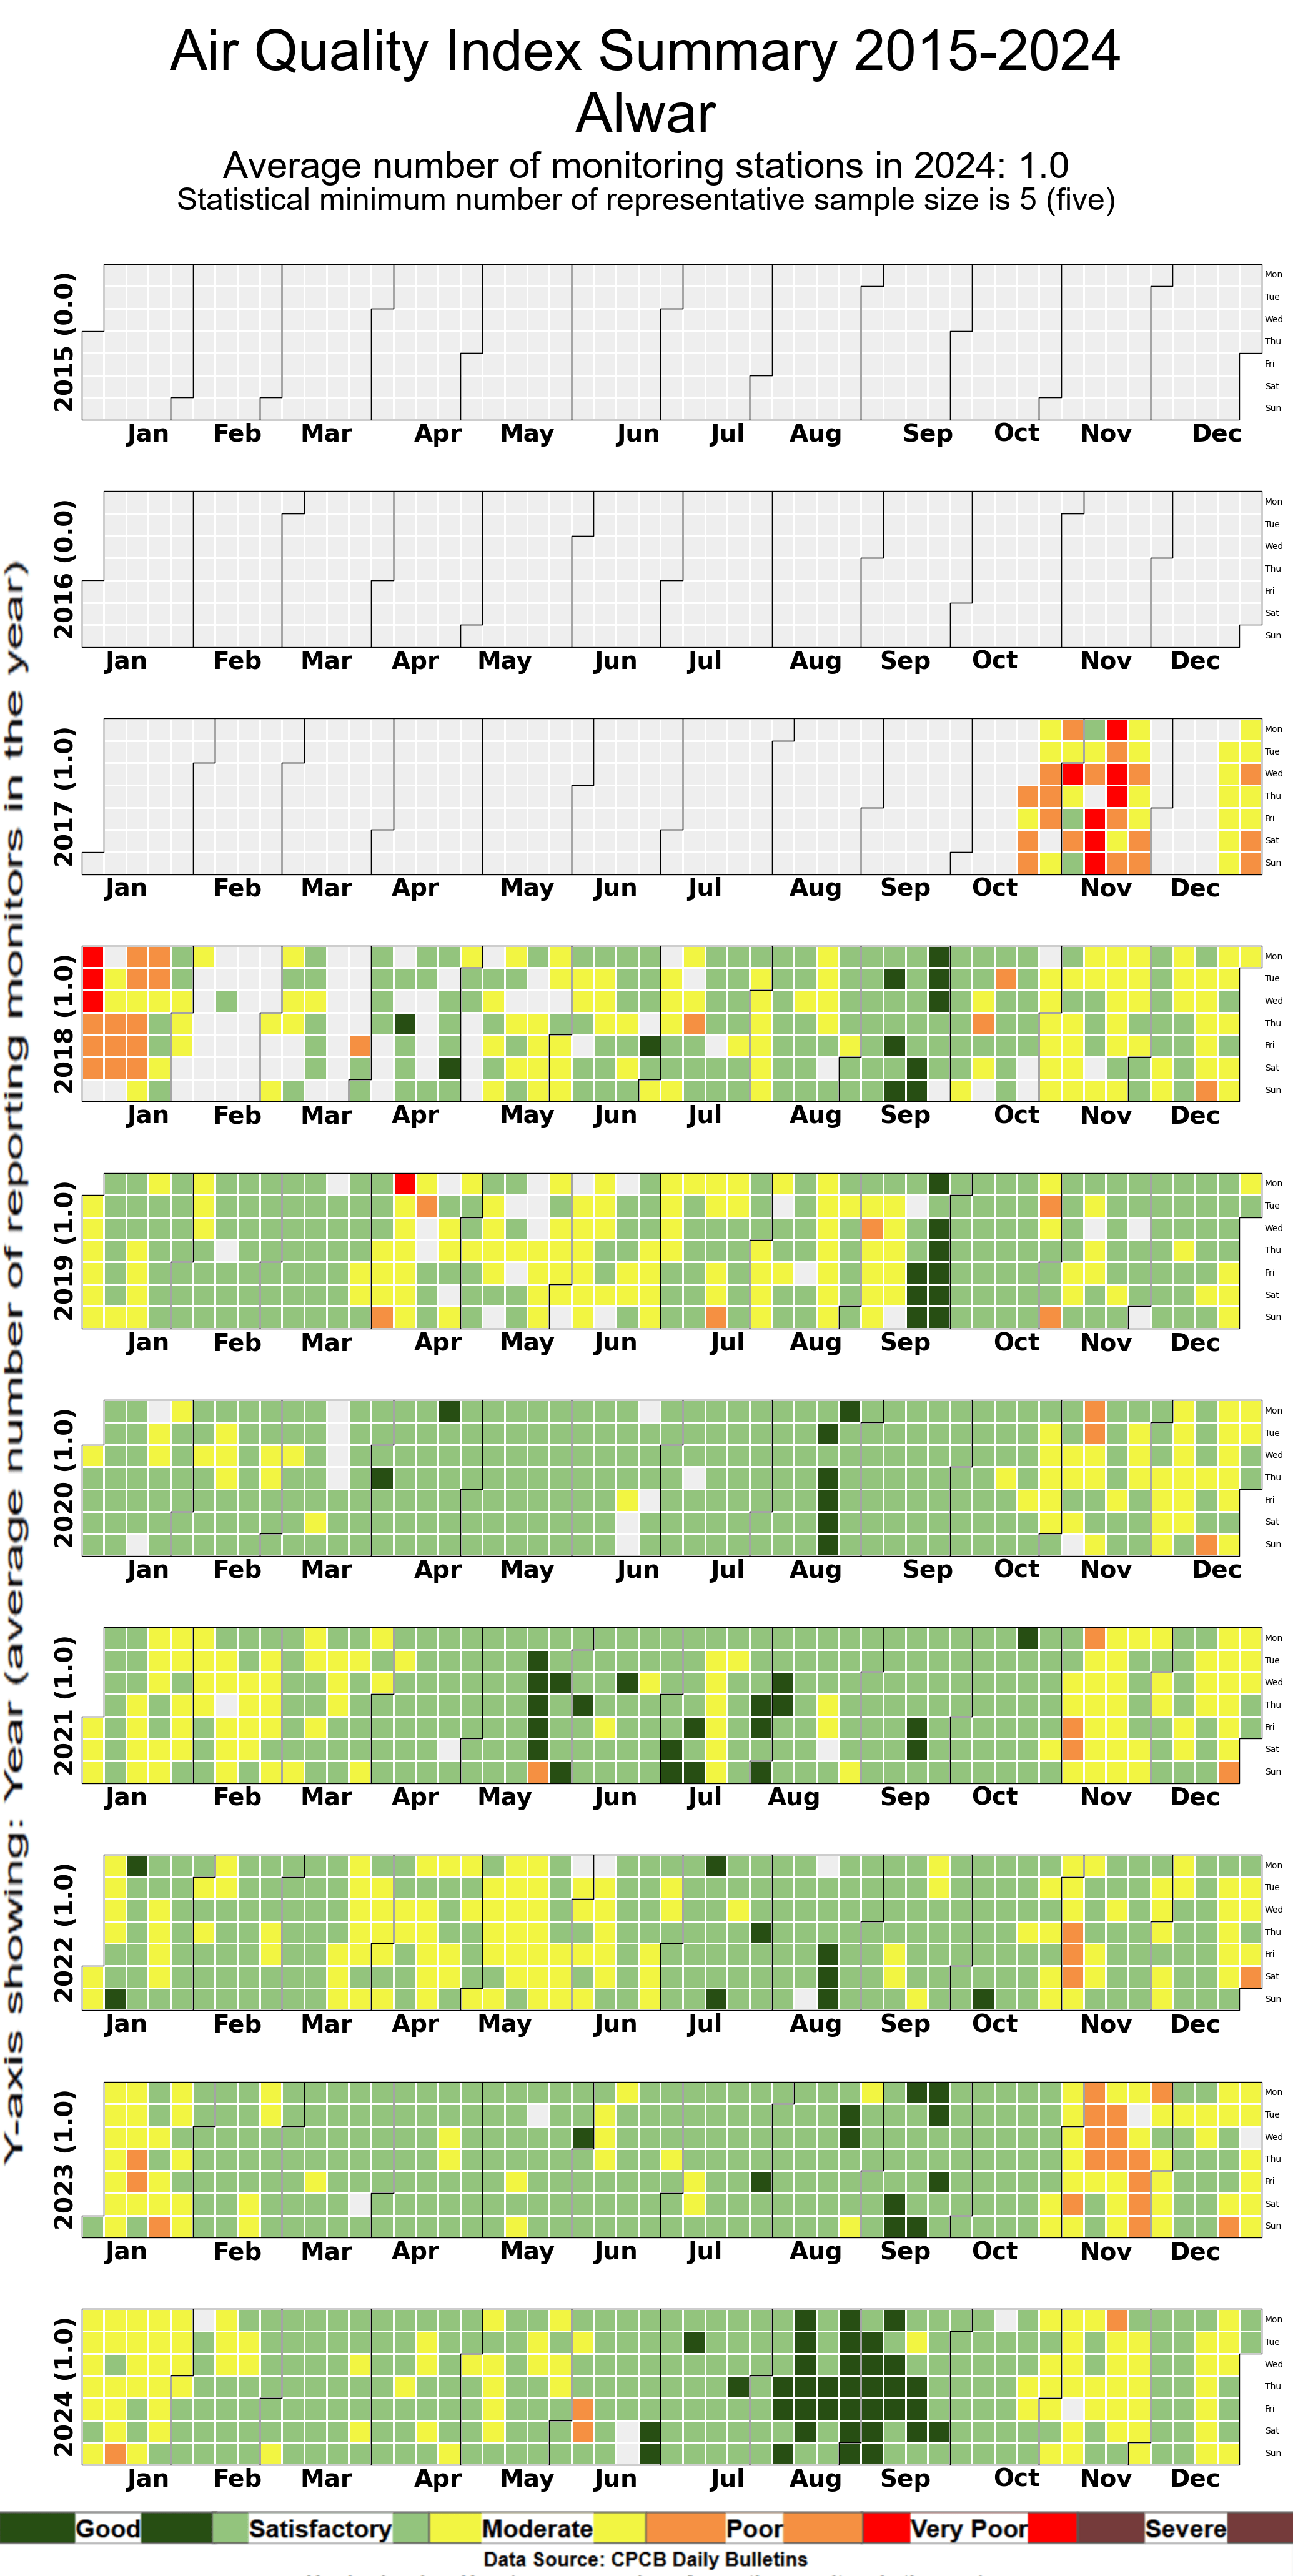 Air Quality Index Summary 2015-2024
Alwar
Average number of monitoring stations in 2024: 1.0
Statistical minimum number of representative sample size is 5 (five)
Y-axis showing: Year (average number of reporting monitors in the year)
2015 (0.0)
Mon
Tue
Wed
Thu
Fri
Sat
Sun
Jan Feb Mar Apr May Jun Jul Aug Sep Oct Nov Dec
2016 (0.0)
Mon
Tue
Wed
Thu
Fri
Sat
Sun
Jan Feb Mar Apr May Jun Jul Aug Sep Oct Nov Dec
2017 (1.0)
Mon
Tue
Wed
Thu
Fri
Sat
Sun
Jan Feb Mar Apr May Jun Jul Aug Sep Oct Nov Dec
2018 (1.0)
Mon
Tue
Wed
Thu
Fri
Sat
Sun
Jan Feb Mar Apr May Jun Jul Aug Sep Oct Nov Dec
2019 (1.0)
Mon
Tue
Wed
Thu
Fri
Sat
Sun
Jan Feb Mar Apr May Jun Jul Aug Sep Oct Nov Dec
2020 (1.0)
Mon
Tue
Wed
Thu
Fri
Sat
Sun
Jan Feb Mar Apr May Jun Jul Aug Sep Oct Nov Dec
2021 (1.0)
Mon
Tue
Wed
Thu
Fri
Sat
Sun
Jan Feb Mar Apr May Jun Jul Aug Sep Oct Nov Dec
2022 (1.0)
Mon
Tue
Wed
Thu
Fri
Sat
Sun
Jan Feb Mar Apr May Jun Jul Aug Sep Oct Nov Dec
2023 (1.0)
Mon
Tue
Wed
Thu
Fri
Sat
Sun
Jan Feb Mar Apr May Jun Jul Aug Sep Oct Nov Dec
2024 (1.0)
Mon
Tue
Wed
Thu
Fri
Sat
Sun
Jan Feb Mar Apr May Jun Jul Aug Sep Oct Nov Dec
Good Satisfactory Moderate Poor Very Poor Severe
Data Source: CPCB Daily Bulletins